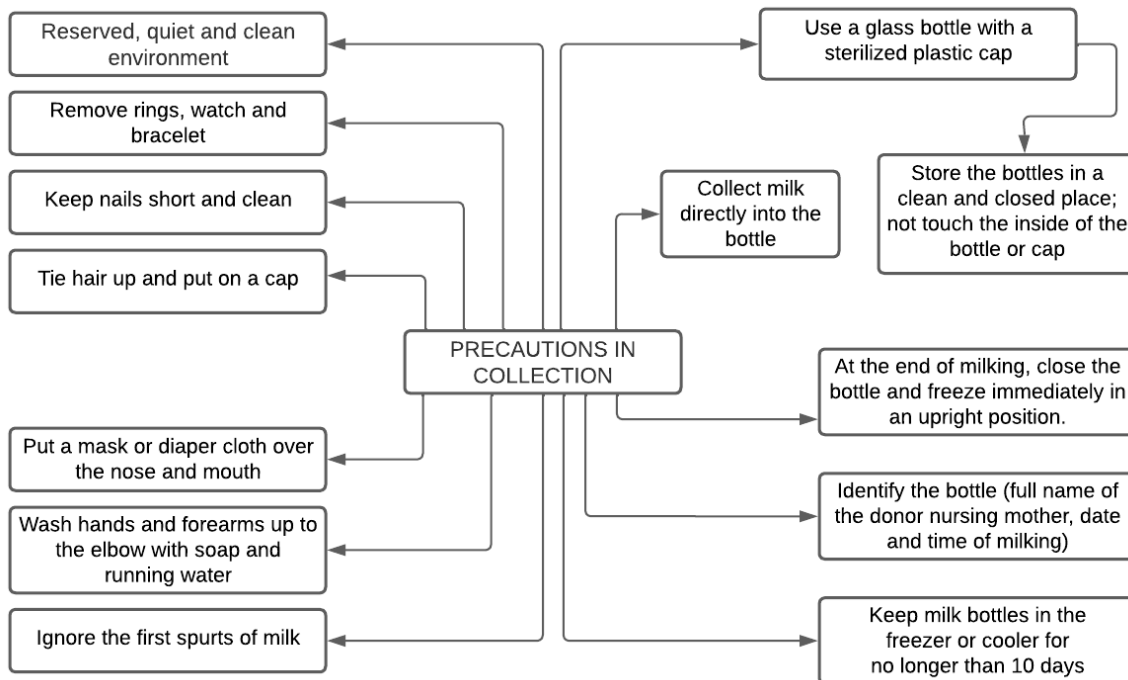 Reserved, quiet and clean
environment
Remove rings, watch and
bracelet
Keep nails short and clean
Tie hair up and put on a cap
Use a glass bottle with a
sterilized plastic cap
Store the bottles in a
clean and closed place;
not touch the inside of the
bottle or cap
Collect milk
directly into the
bottle
PRECAUTIONS IN
COLLECTION
Put a mask or diaper cloth over
the nose and mouth
Wash hands and forearms up to
the elbow with soap and
running water
Ignore the first spurts of milk
At the end of milking, close the
bottle and freeze immediately in
an upright position.
Identify the bottle (full name of
the donor nursing mother, date
and time of milking)
Keep milk bottles in the
freezer or cooler for
no longer than 10 days